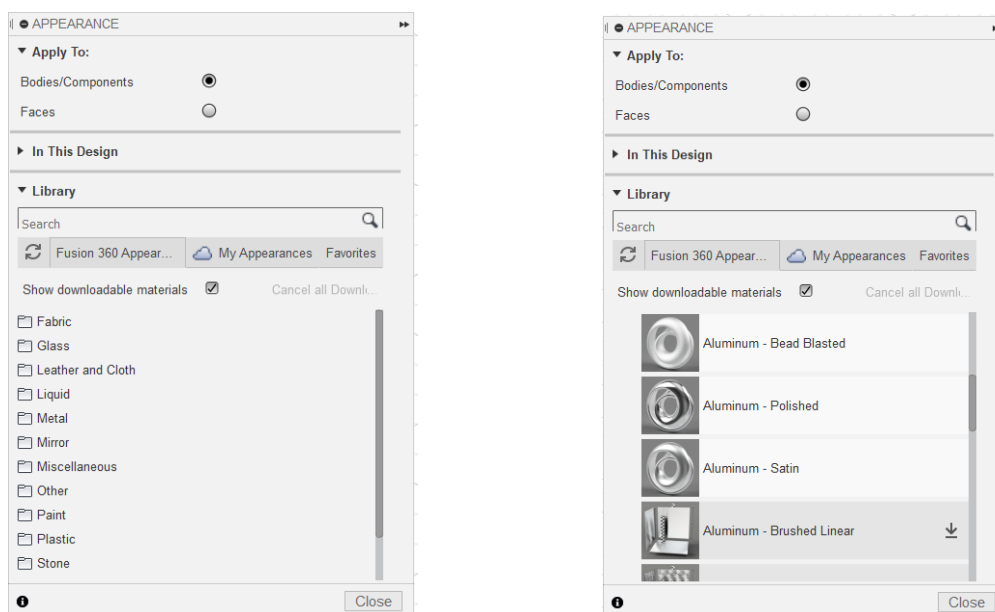 APPEARANCE
Apply To:
Bodies/Components
Faces
In This Design
Library
Search
Fusion 360 Appear... My Appearances Favorites
Show downloadable materials Cancel all Downl...
Fabric
Glass
Leather and Cloth
Liquid
Metal
Mirror
Miscellaneous
Other
Paint
Plastic
Stone
Close
APPEARANCE
Apply To:
Bodies/Components
Faces
In This Design
Library
Search
Fusion 360 Appear... My Appearances Favorites
Show downloadable materials Cancel all Downl...
Aluminum - Bead Blasted
Aluminum - Polished
Aluminum - Satin
Aluminum - Brushed Linear
Close